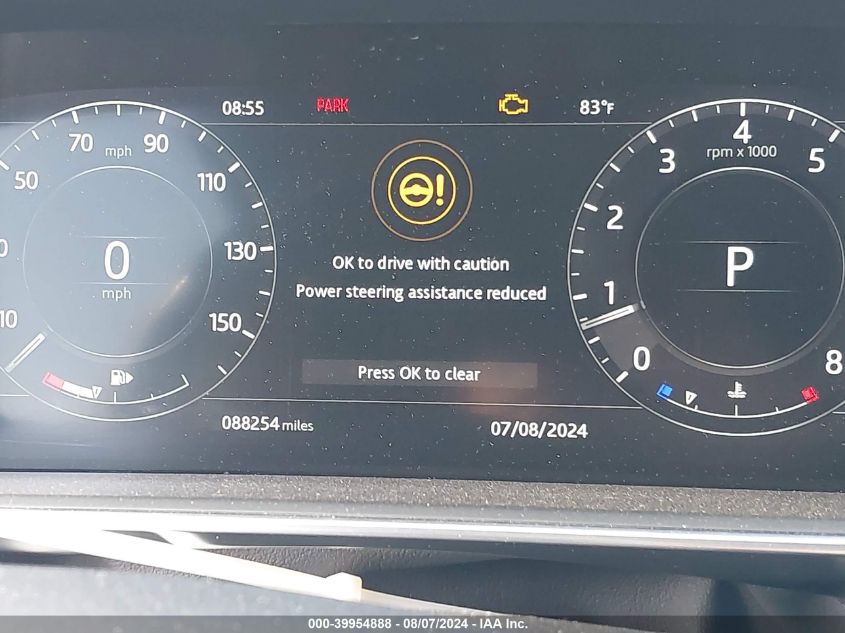 08:55 PARK 83°F
50 70 mph 90 110 130 150
0 mph
OK to drive with caution
Power steering assistance reduced
Press OK to clear
0 1 2 3 4 5 8
rpm x 1000
P
088254 miles 07/08/2024
000-39954888 - 08/07/2024 - IAA Inc.